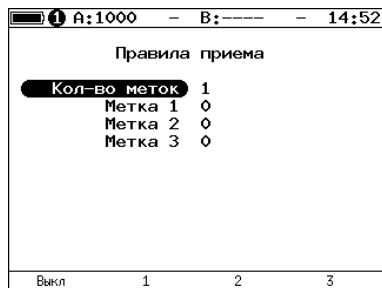 ❶ A:1000 – B:---- – 14:52
Правила приема
Кол-во меток 1
Метка 1 0
Метка 2 0
Метка 3 0
Выкл 1 2 3